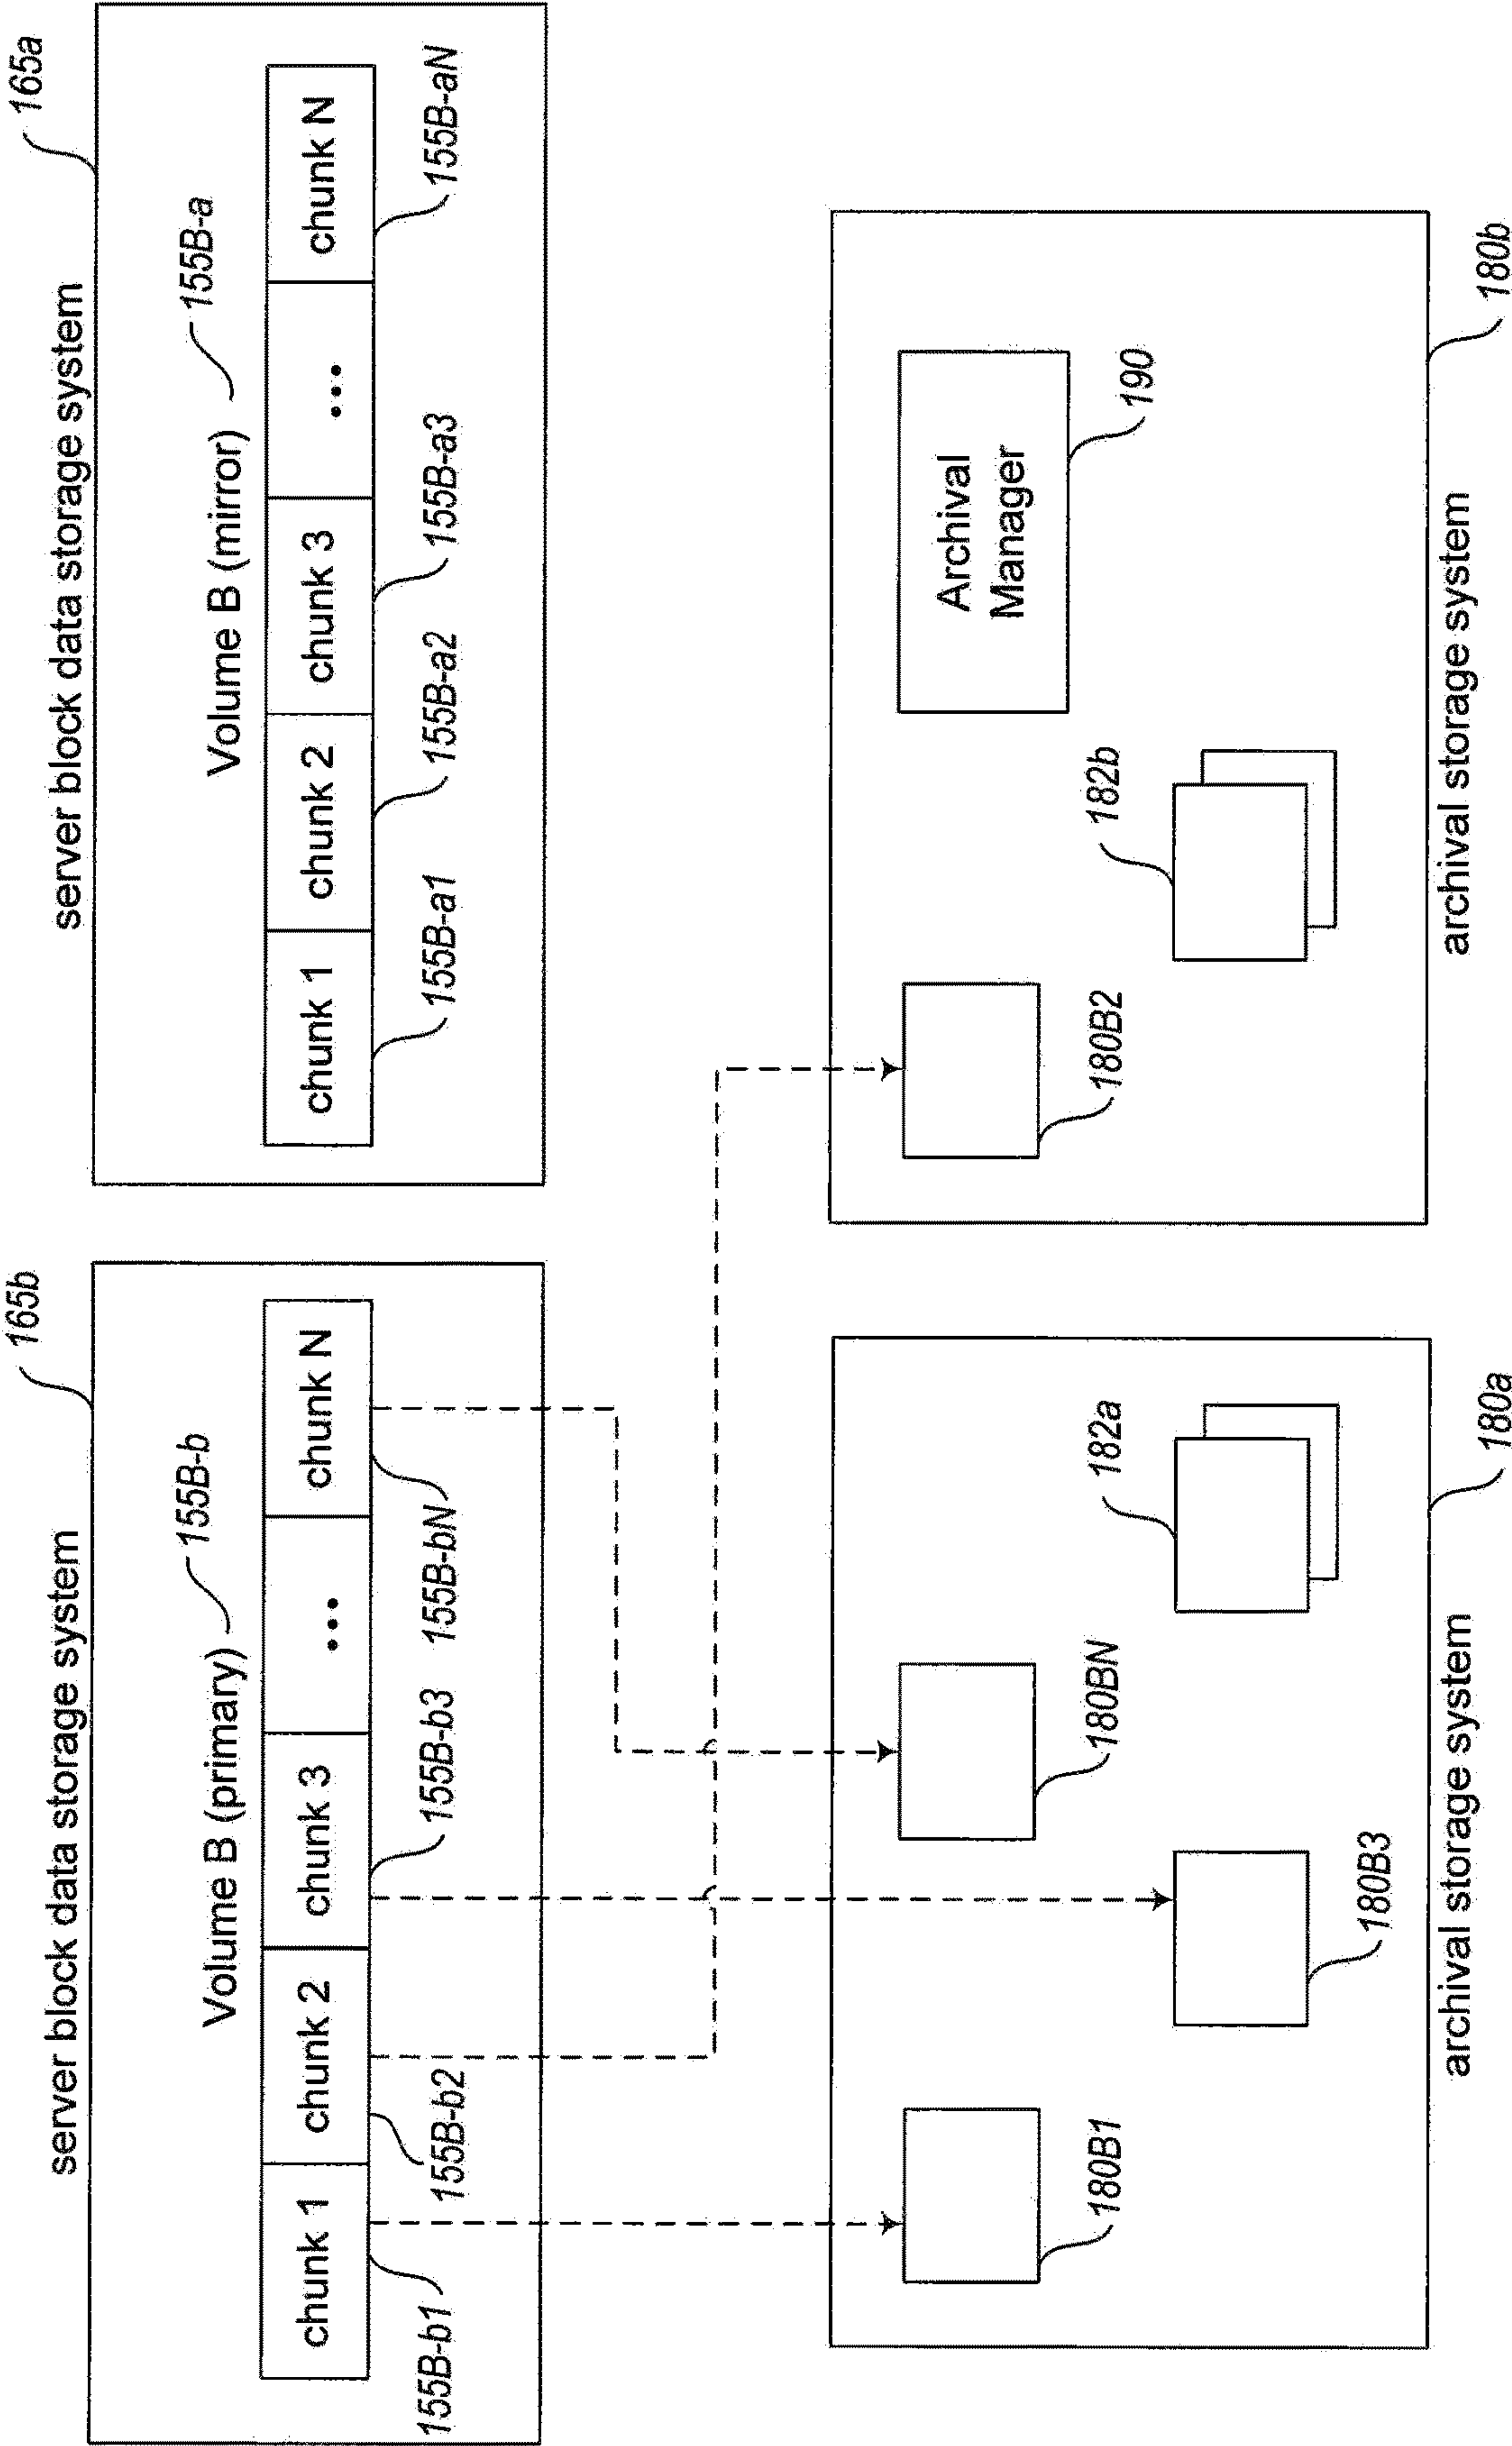 server block data storage system
165b
Volume B (primary)
155B-b
chunk 1
chunk 2
chunk 3
...
chunk N
155B-b1
155B-b2
155B-b3
155B-bN
server block data storage system
165a
Volume B (mirror)
155B-a
chunk 1
chunk 2
chunk 3
...
chunk N
155B-a1
155B-a2
155B-a3
155B-aN
180B1
180B3
180BN
182a
archival storage system
180a
180B2
182b
Archival
Manager
190
archival storage system
180b